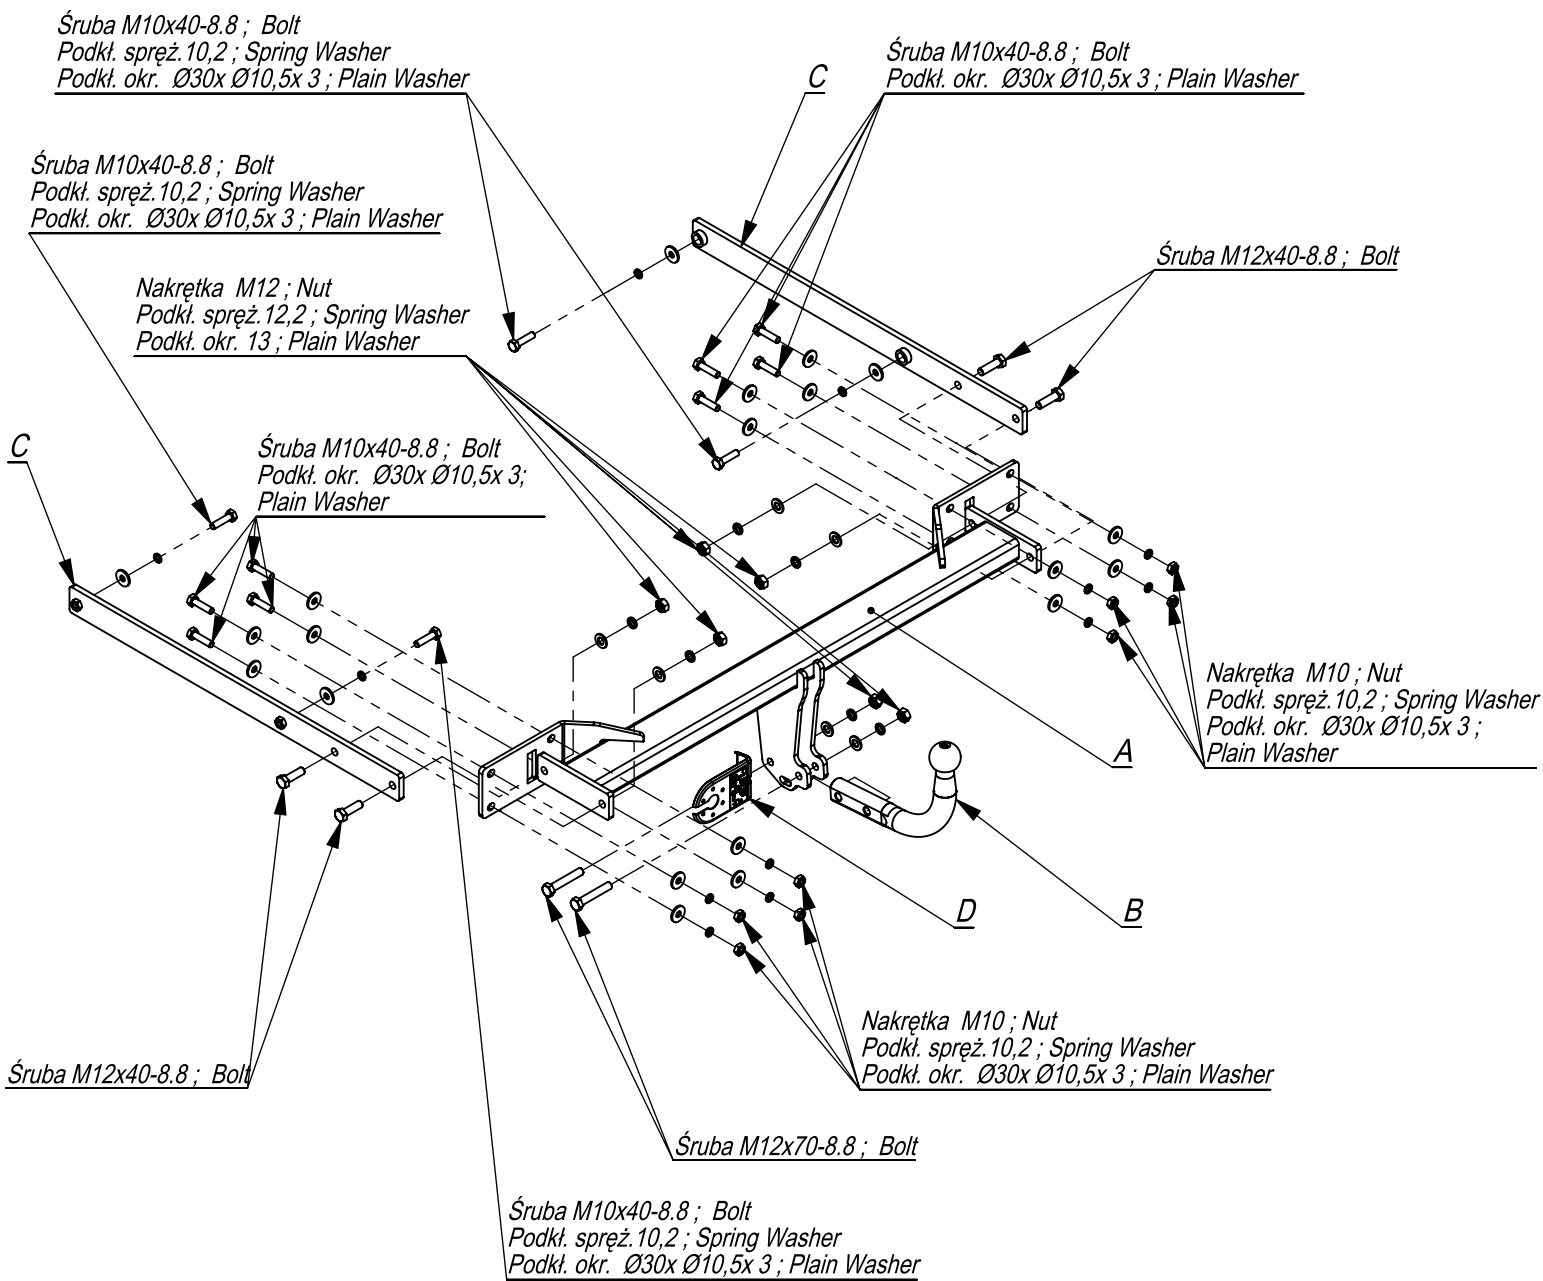 Śruba M10x40-8.8 ; Bolt
Podkł. spręż.10,2 ; Spring Washer
Podkł. okr. Ø30x Ø10,5x 3 ; Plain Washer
Śruba M10x40-8.8 ; Bolt
Podkł. okr. Ø30x Ø10,5x 3 ; Plain Washer
C
Śruba M10x40-8.8 ; Bolt
Podkł. spręż.10,2 ; Spring Washer
Podkł. okr. Ø30x Ø10,5x 3 ; Plain Washer
Śruba M12x40-8.8 ; Bolt
Nakrętka M12 ; Nut
Podkł. spręż.12,2 ; Spring Washer
Podkł. okr. 13 ; Plain Washer
C
Śruba M10x40-8.8 ; Bolt
Podkł. okr. Ø30x Ø10,5x 3;
Plain Washer
Nakrętka M10 ; Nut
Podkł. spręż.10,2 ; Spring Washer
Podkł. okr. Ø30x Ø10,5x 3 ;
Plain Washer
A
D
B
Nakrętka M10 ; Nut
Podkł. spręż.10,2 ; Spring Washer
Podkł. okr. Ø30x Ø10,5x 3 ; Plain Washer
Śruba M12x40-8.8 ; Bolt
Śruba M12x70-8.8 ; Bolt
Śruba M10x40-8.8 ; Bolt
Podkł. spręż.10,2 ; Spring Washer
Podkł. okr. Ø30x Ø10,5x 3 ; Plain Washer